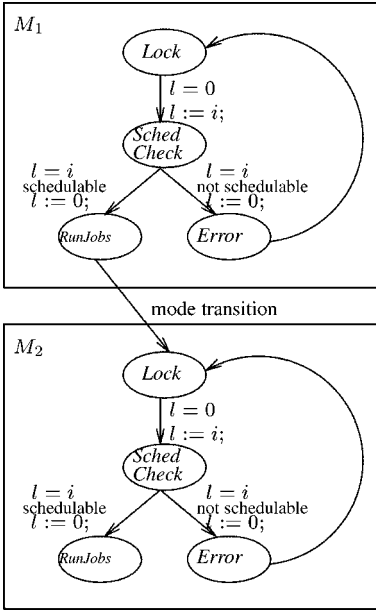 M₁
Lock
l = 0
l := i;
Sched
Check
l = i
schedulable
l := 0;
l = i
not schedulable
l := 0;
RunJobs
Error
mode transition
M₂
Lock
l = 0
l := i;
Sched
Check
l = i
schedulable
l := 0;
l = i
not schedulable
l := 0;
RunJobs
Error